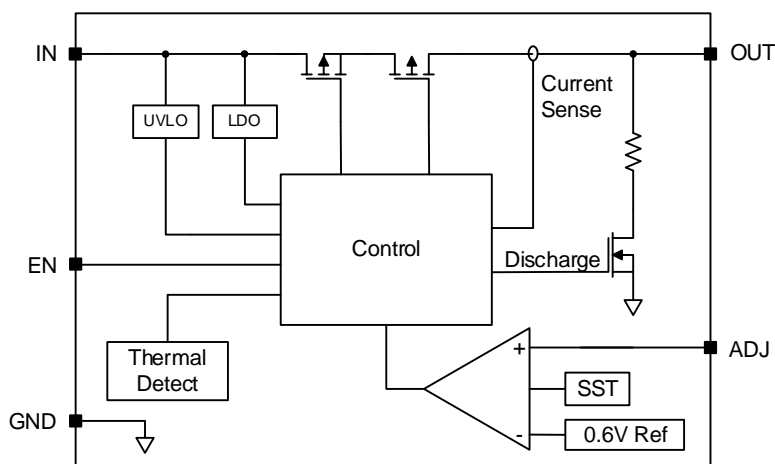 IN
OUT
Current
Sense
UVLO
LDO
Control
EN
Discharge
Thermal
Detect
+
ADJ
SST
GND
-
0.6V Ref